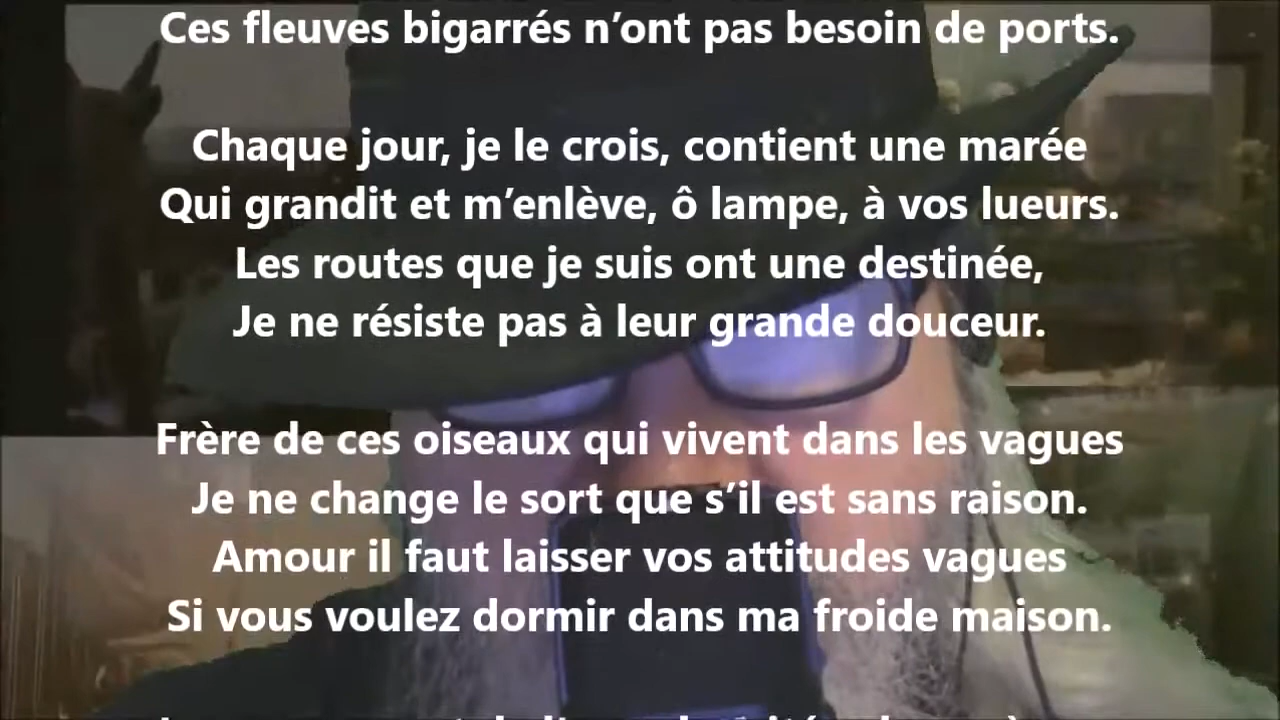 Ces fleuves bigarrés n’ont pas besoin de ports.
Chaque jour, je le crois, contient une marée
Qui grandit et m’enlève, ô lampe, à vos lueurs.
Les routes que je suis ont une destinée,
Je ne résiste pas à leur grande douceur.
Frère de ces oiseaux qui vivent dans les vagues
Je ne change le sort que s’il est sans raison.
Amour il faut laisser vos attitudes vagues
Si vous voulez dormir dans ma froide maison.